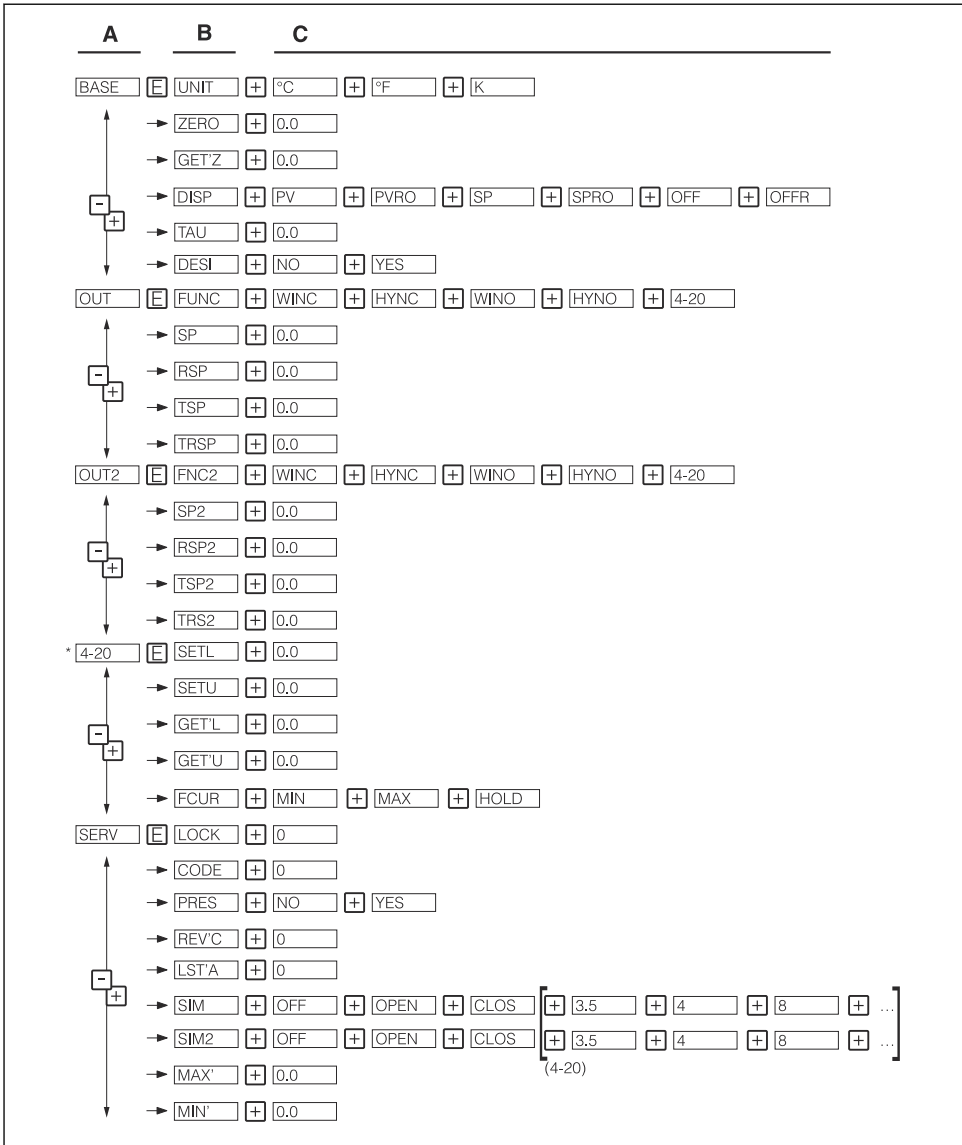 A B C
BASE E UNIT + °C + °F + K
ZERO + 0.0
GET'Z + 0.0
DISP + PV + PVRO + SP + SPRO + OFF + OFFR
- +
TAU + 0.0
DESI + NO + YES
OUT E FUNC + WINC + HYNC + WINO + HYNO + 4-20
SP + 0.0
RSP + 0.0
- +
TSP + 0.0
TRSP + 0.0
OUT2 E FNC2 + WINC + HYNC + WINO + HYNO + 4-20
SP2 + 0.0
RSP2 + 0.0
- +
TSP2 + 0.0
TRS2 + 0.0
* 4-20 E SETL + 0.0
SETU + 0.0
GET'L + 0.0
- +
GET'U + 0.0
FCUR + MIN + MAX + HOLD
SERV E LOCK + 0
CODE + 0
PRES + NO + YES
REV'C + 0
LST'A + 0
- +
SIM + OFF + OPEN + CLOS [ + 3.5 + 4 + 8 + ... ]
SIM2 + OFF + OPEN + CLOS [ + 3.5 + 4 + 8 + ... ]
(4-20)
MAX' + 0.0
MIN' + 0.0